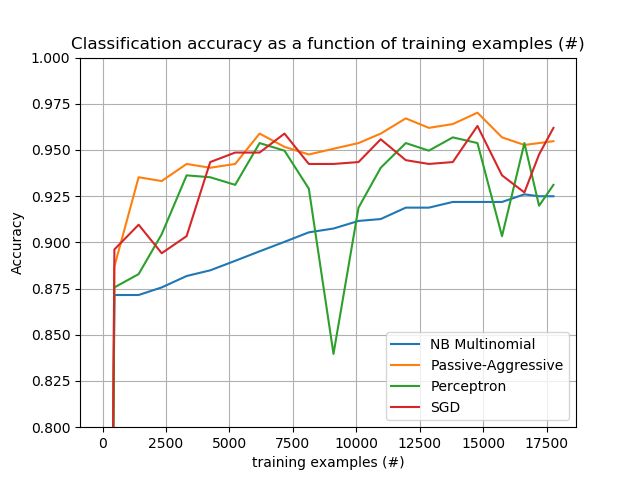 Classification accuracy as a function of training examples (#)
1.000
0.975
0.950
0.925
0.900
0.875
0.850
0.825
0.800
Accuracy
NB Multinomial
Passive-Aggressive
Perceptron
SGD
0 2500 5000 7500 10000 12500 15000 17500
training examples (#)